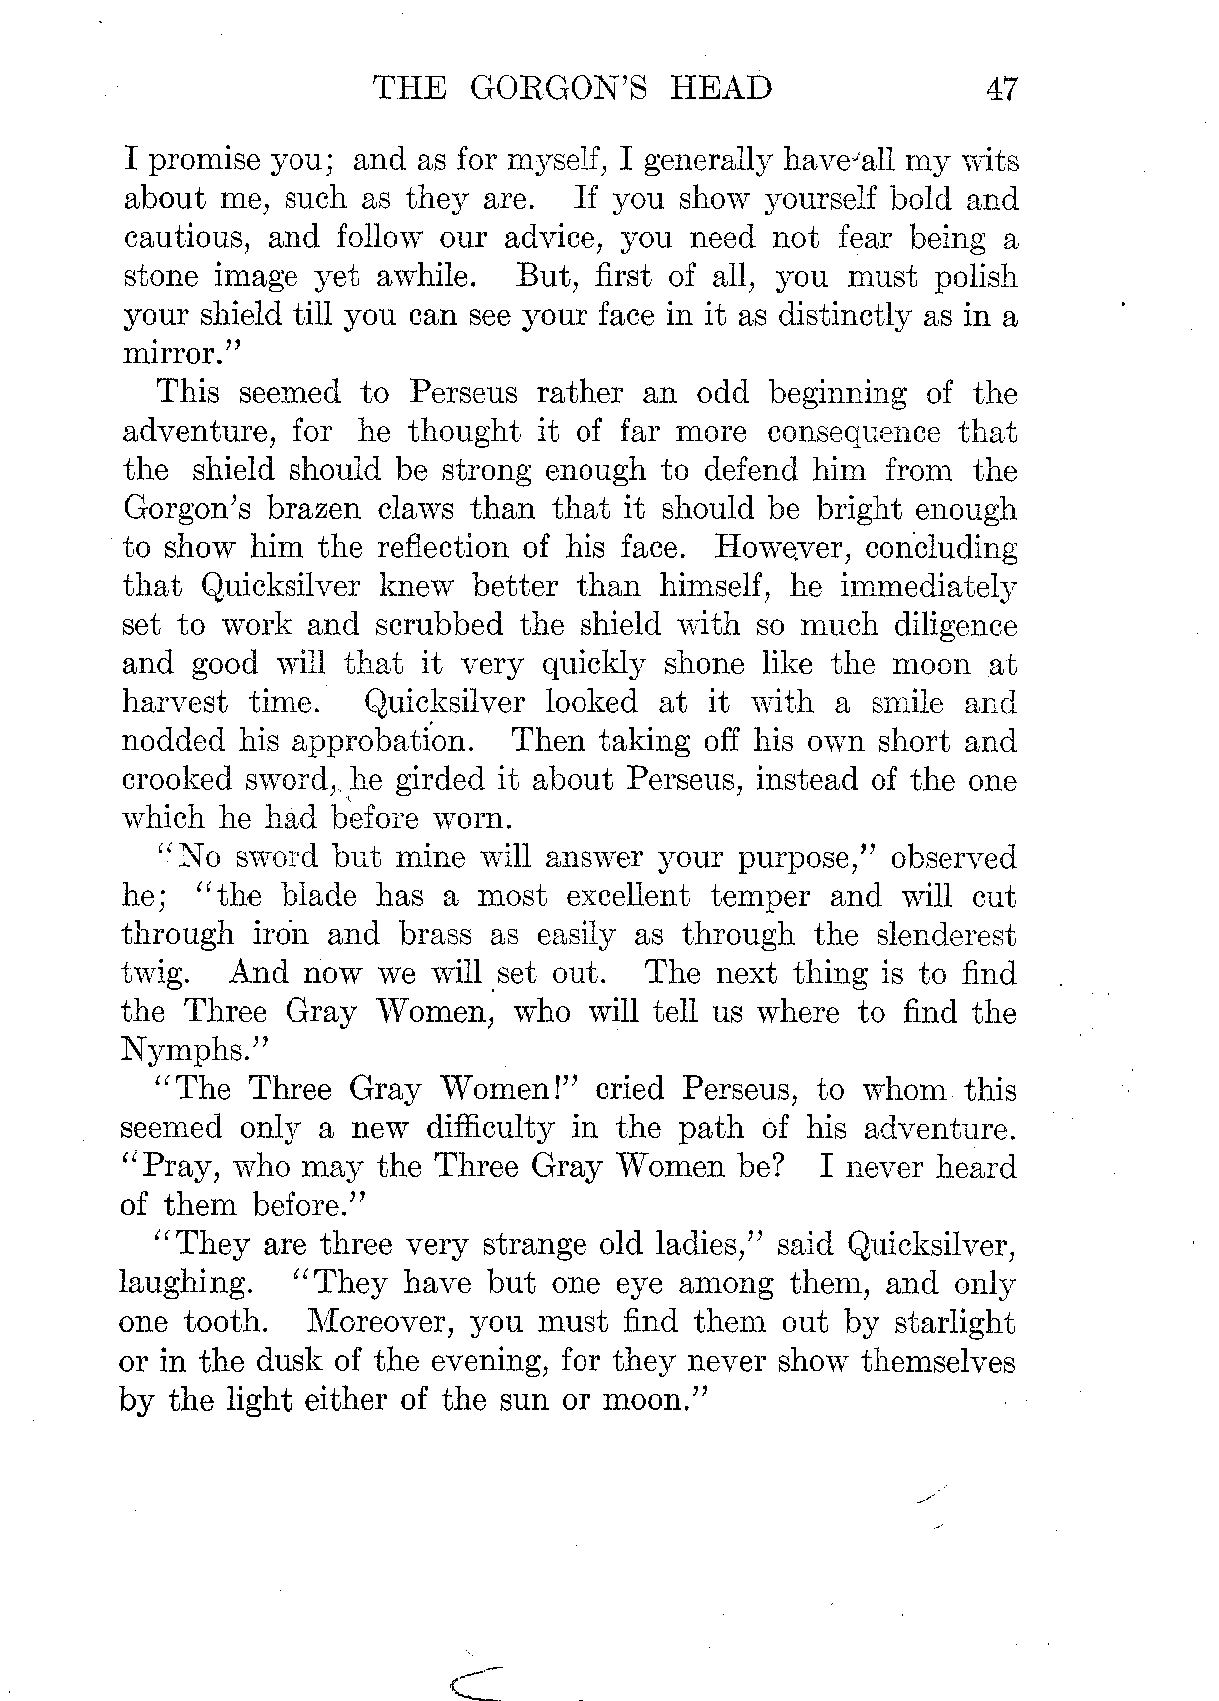 THE GORGON'S HEAD 47
I promise you; and as for myself, I generally have all my wits
about me, such as they are. If you show yourself bold and
cautious, and follow our advice, you need not fear being a
stone image yet awhile. But, first of all, you must polish
your shield till you can see your face in it as distinctly as in a
mirror."
This seemed to Perseus rather an odd beginning of the
adventure, for he thought it of far more consequence that
the shield should be strong enough to defend him from the
Gorgon's brazen claws than that it should be bright enough
to show him the reflection of his face. However, concluding
that Quicksilver knew better than himself, he immediately
set to work and scrubbed the shield with so much diligence
and good will that it very quickly shone like the moon at
harvest time. Quicksilver looked at it with a smile and
nodded his approbation. Then taking off his own short and
crooked sword, he girded it about Perseus, instead of the one
which he had before worn.
"No sword but mine will answer your purpose," observed
he; "the blade has a most excellent temper and will cut
through iron and brass as easily as through the slenderest
twig. And now we will set out. The next thing is to find
the Three Gray Women, who will tell us where to find the
Nymphs."
"The Three Gray Women!" cried Perseus, to whom this
seemed only a new difficulty in the path of his adventure.
"Pray, who may the Three Gray Women be? I never heard
of them before."
"They are three very strange old ladies," said Quicksilver,
laughing. "They have but one eye among them, and only
one tooth. Moreover, you must find them out by starlight
or in the dusk of the evening, for they never show themselves
by the light either of the sun or moon."